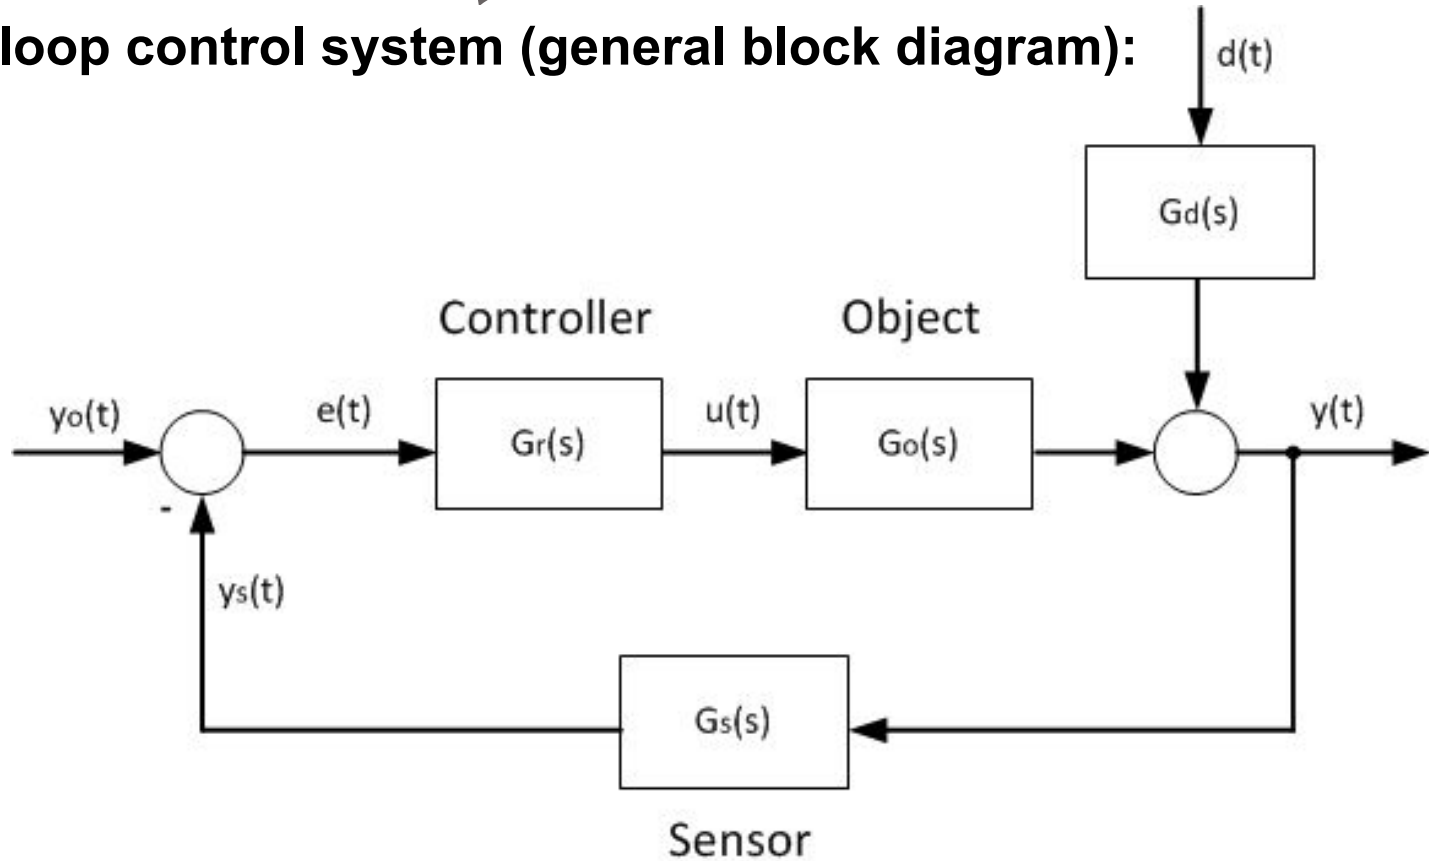 loop control system (general block diagram):
d(t)
Gd(s)
Controller
Object
yo(t)
e(t)
Gr(s)
u(t)
Go(s)
y(t)
-
ys(t)
Gs(s)
Sensor